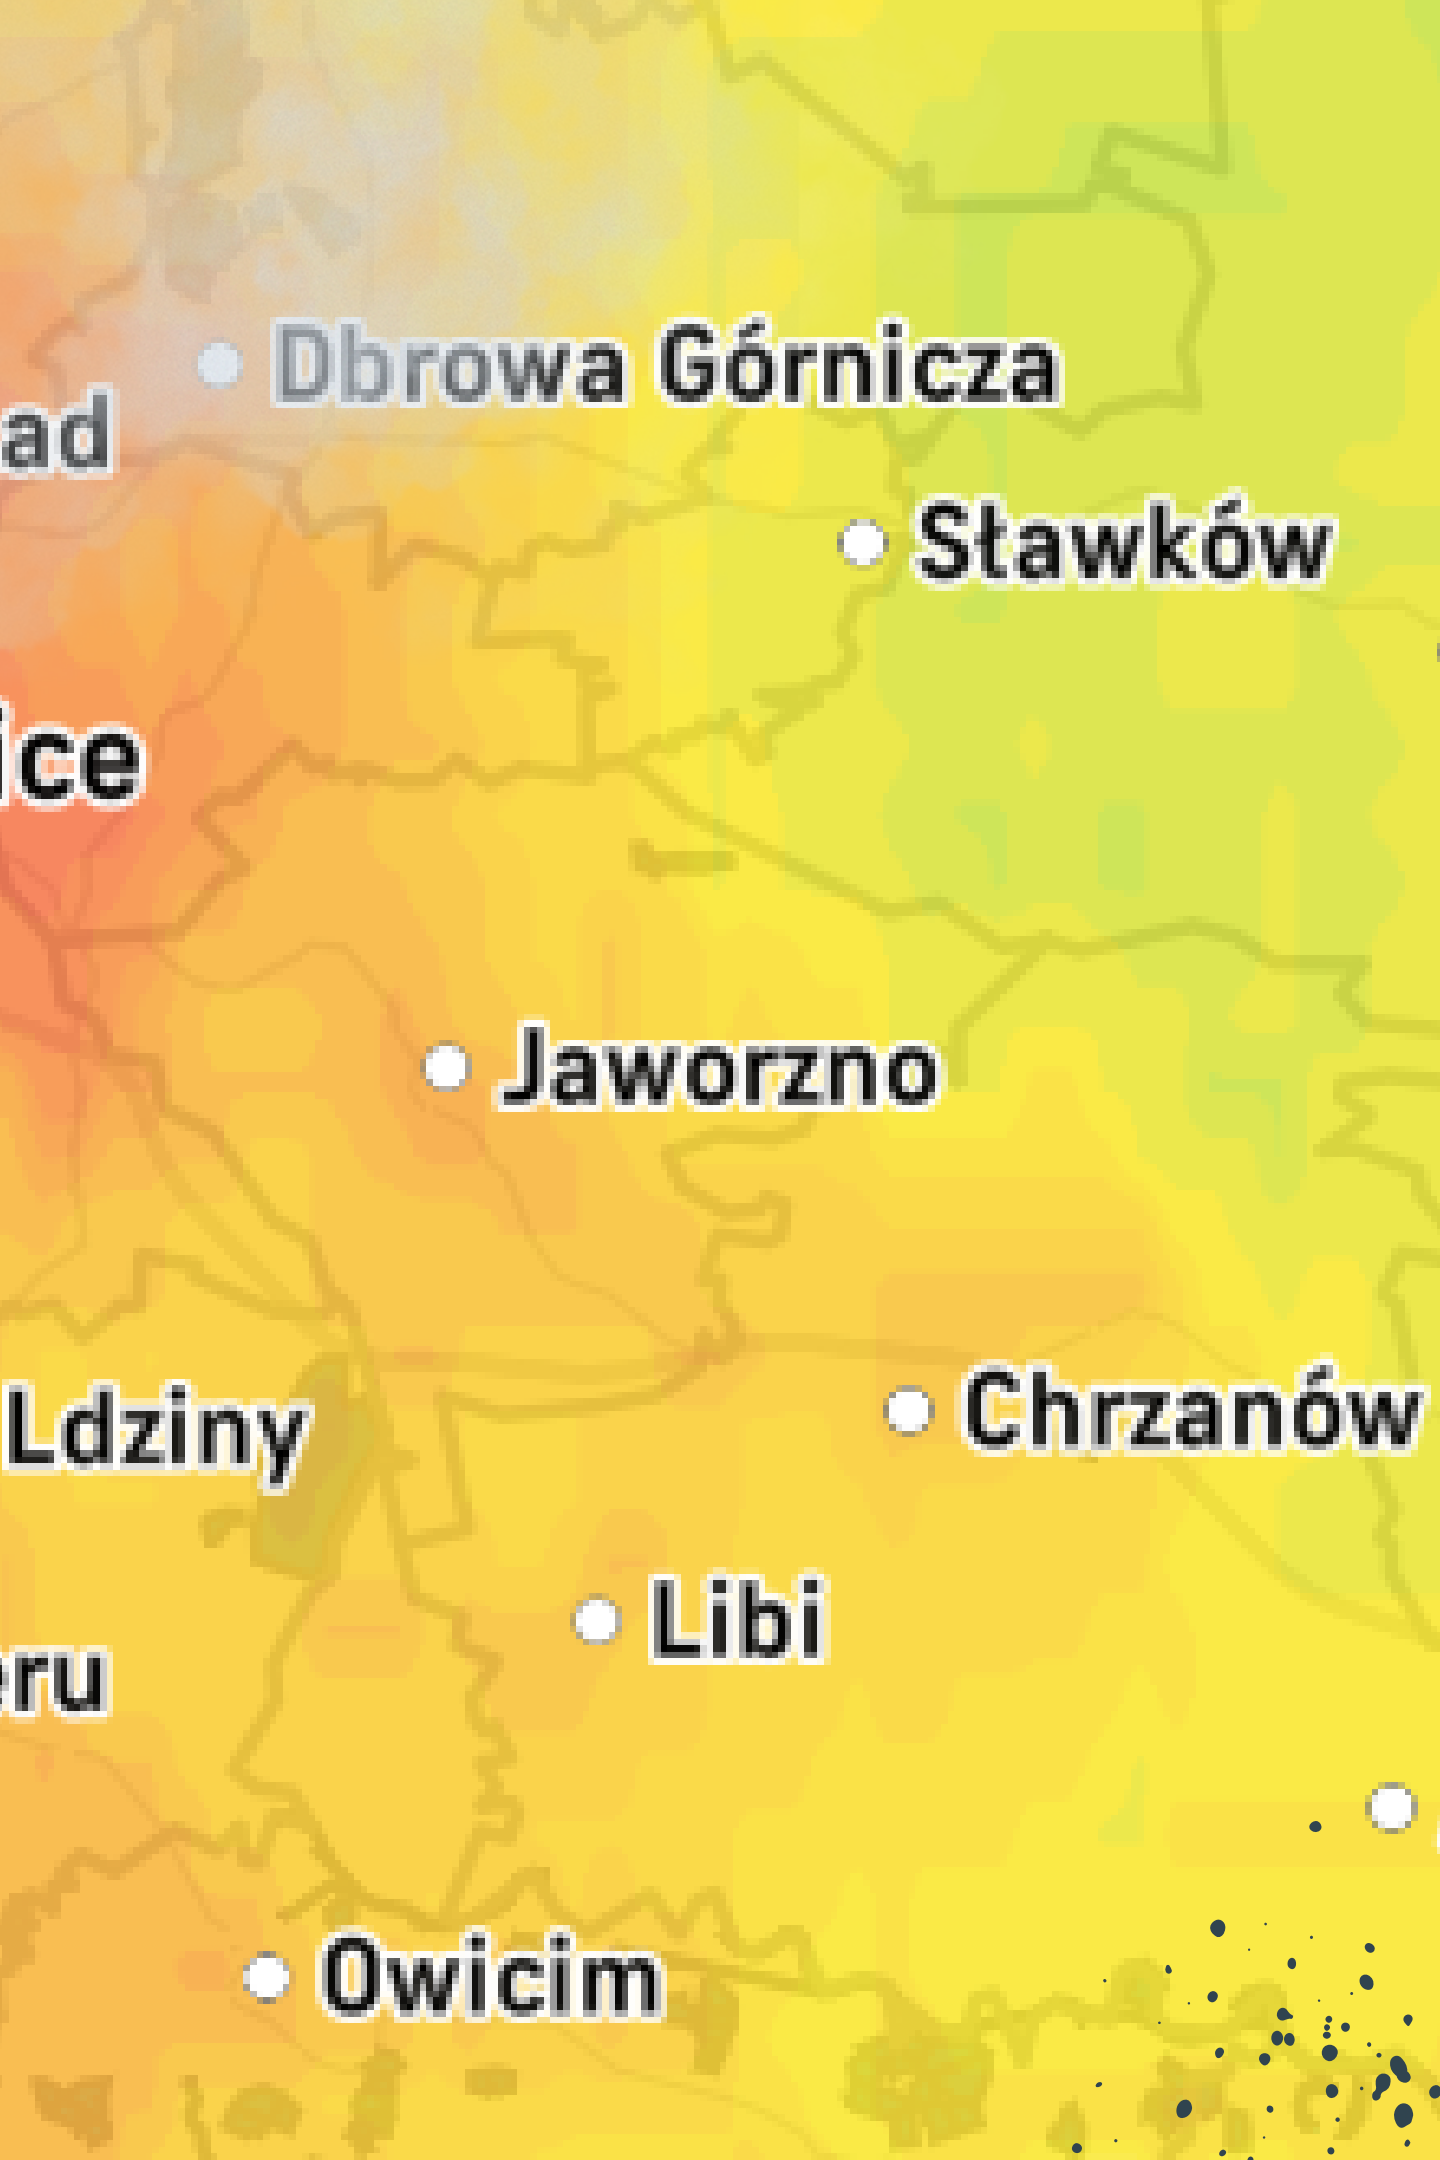 Dbrowa Górnicza
ad
Sławków
ice
Jaworzno
Chrzanów
Ldziny
Libi
eru
Owicim